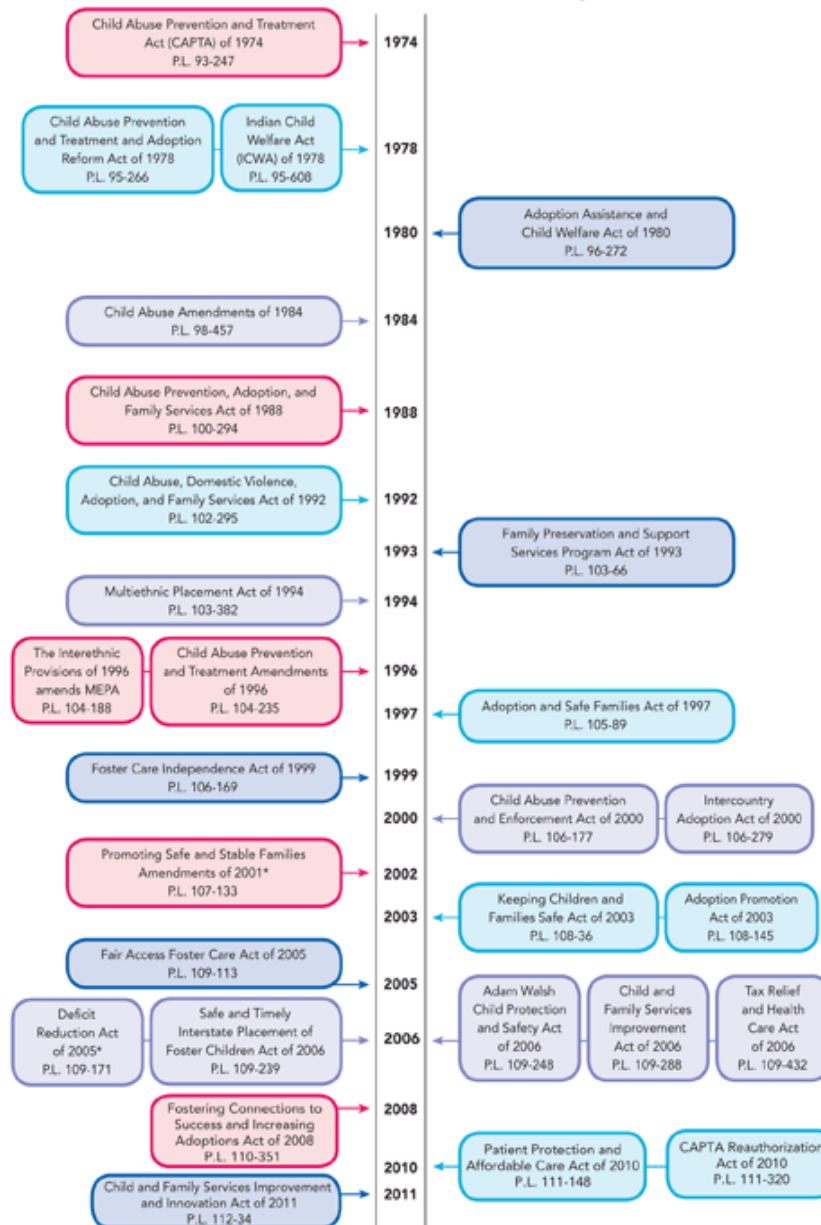 Child Abuse Prevention and Treatment
Act (CAPTA) of 1974
P.L. 93-247
1974
Child Abuse Prevention
and Treatment and Adoption
Reform Act of 1978
P.L. 95-266
Indian Child
Welfare Act
(ICWA) of 1978
P.L. 95-608
1978
1980
Adoption Assistance and
Child Welfare Act of 1980
P.L. 96-272
Child Abuse Amendments of 1984
P.L. 98-457
1984
Child Abuse Prevention, Adoption, and
Family Services Act of 1988
P.L. 100-294
1988
Child Abuse, Domestic Violence,
Adoption, and Family Services Act of 1992
P.L. 102-295
1992
1993
Family Preservation and Support
Services Program Act of 1993
P.L. 103-66
Multiethnic Placement Act of 1994
P.L. 103-382
1994
The Interethnic
Provisions of 1996
amends MEPA
P.L. 104-188
Child Abuse Prevention
and Treatment Amendments
of 1996
P.L. 104-235
1996
1997
Adoption and Safe Families Act of 1997
P.L. 105-89
Foster Care Independence Act of 1999
P.L. 106-169
1999
2000
Child Abuse Prevention
and Enforcement Act of 2000
P.L. 106-177
Intercountry
Adoption Act of 2000
P.L. 106-279
Promoting Safe and Stable Families
Amendments of 2001*
P.L. 107-133
2002
2003
Keeping Children and
Families Safe Act of 2003
P.L. 108-36
Adoption Promotion
Act of 2003
P.L. 108-145
Fair Access Foster Care Act of 2005
P.L. 109-113
2005
Deficit
Reduction Act
of 2005*
P.L. 109-171
Safe and Timely
Interstate Placement of
Foster Children Act of 2006
P.L. 109-239
2006
Adam Walsh
Child Protection
and Safety Act
of 2006
P.L. 109-248
Child and
Family Services
Improvement
Act of 2006
P.L. 109-288
Tax Relief
and Health
Care Act
of 2006
P.L. 109-432
Fostering Connections to
Success and Increasing
Adoptions Act of 2008
P.L. 110-351
2008
2010
Patient Protection and
Affordable Care Act of 2010
P.L. 111-148
CAPTA Reauthorization
Act of 2010
P.L. 111-320
Child and Family Services Improvement
and Innovation Act of 2011
P.L. 112-34
2011